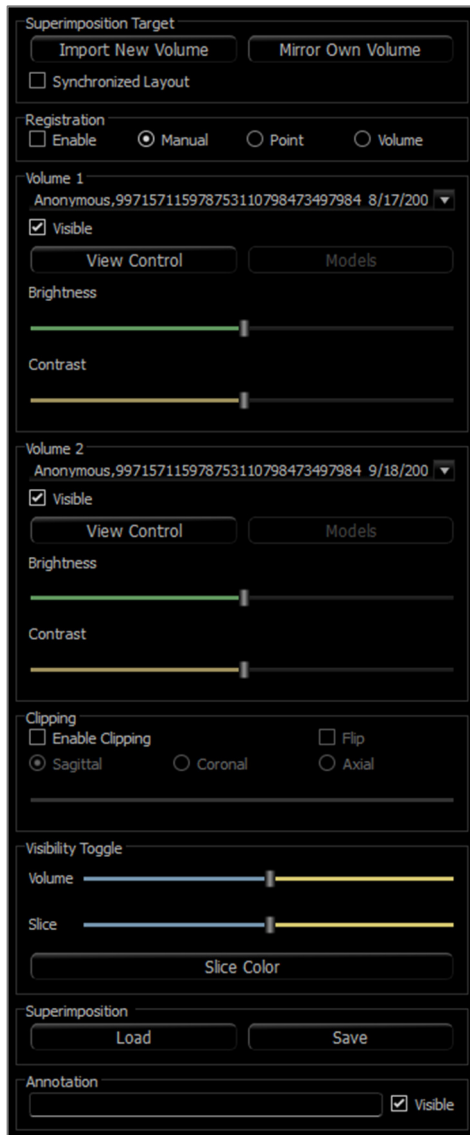 Superimposition Target
Import New Volume Mirror Own Volume
Synchronized Layout
Registration
Enable Manual Point Volume
Volume 1
Anonymous,99715711597875311079847349798​4 8/17/200
Visible
View Control Models
Brightness
Contrast
Volume 2
Anonymous,997157115978753110798473497984 9/18/200
Visible
View Control Models
Brightness
Contrast
Clipping
Enable Clipping Flip
Sagittal Coronal Axial
Visibility Toggle
Volume
Slice
Slice Color
Superimposition
Load Save
Annotation
Visible